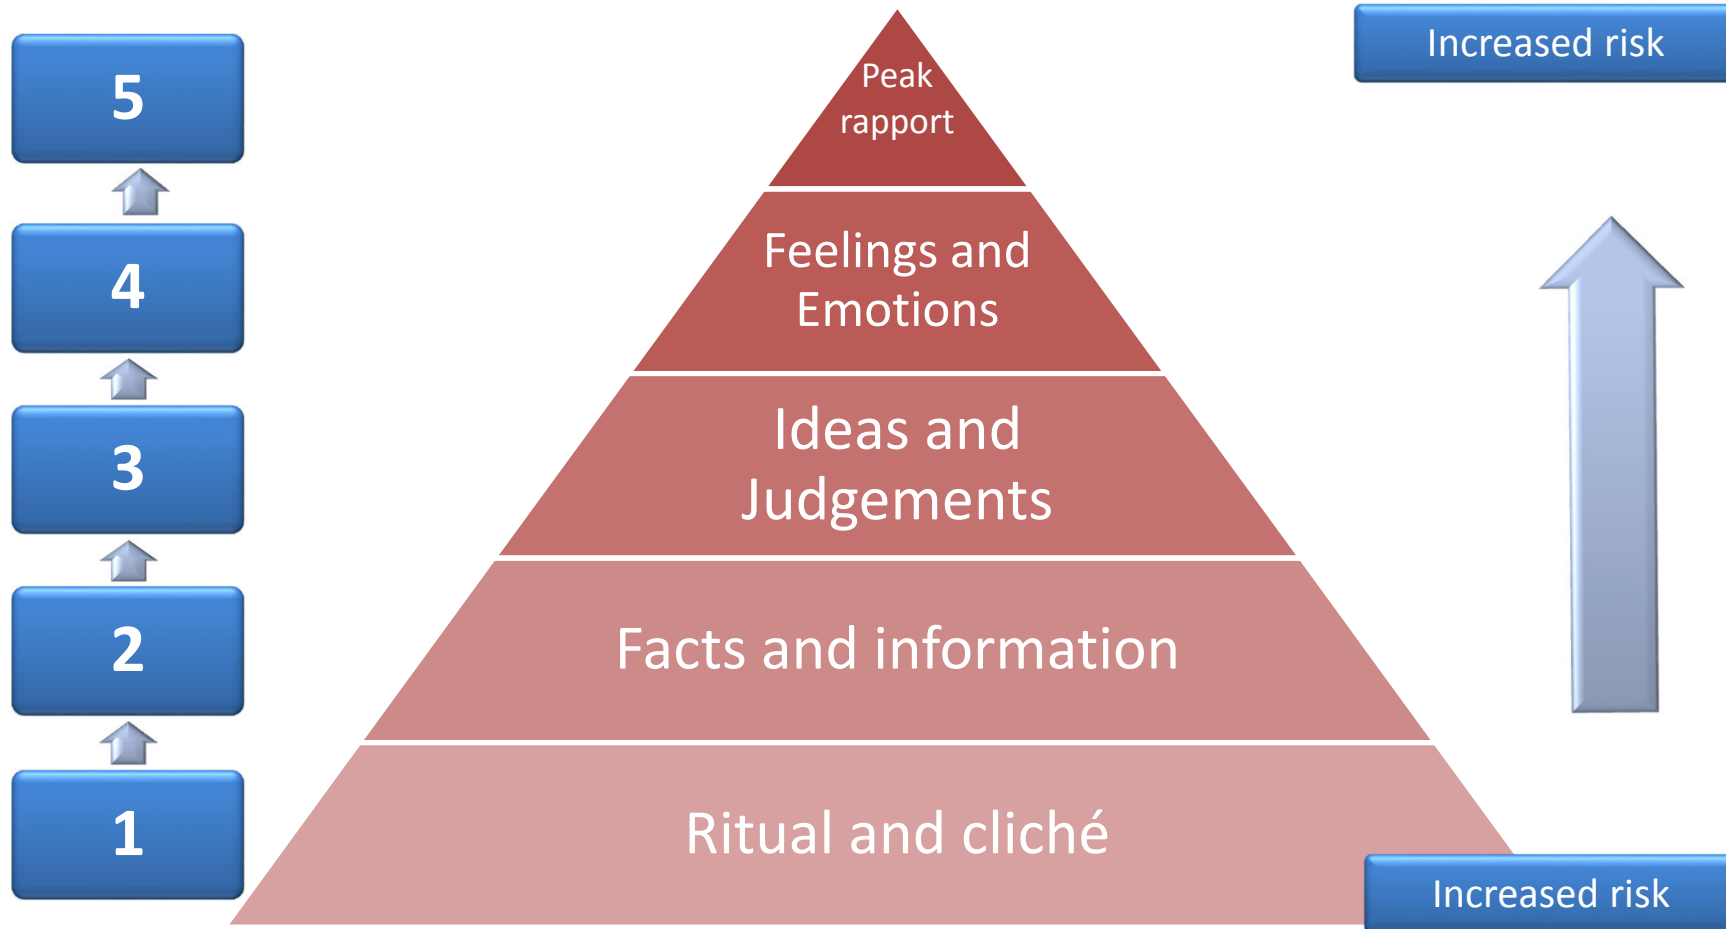 5
4
3
2
1
Peak
rapport
Feelings and
Emotions
Ideas and
Judgements
Facts and information
Ritual and cliché
Increased risk
Increased risk